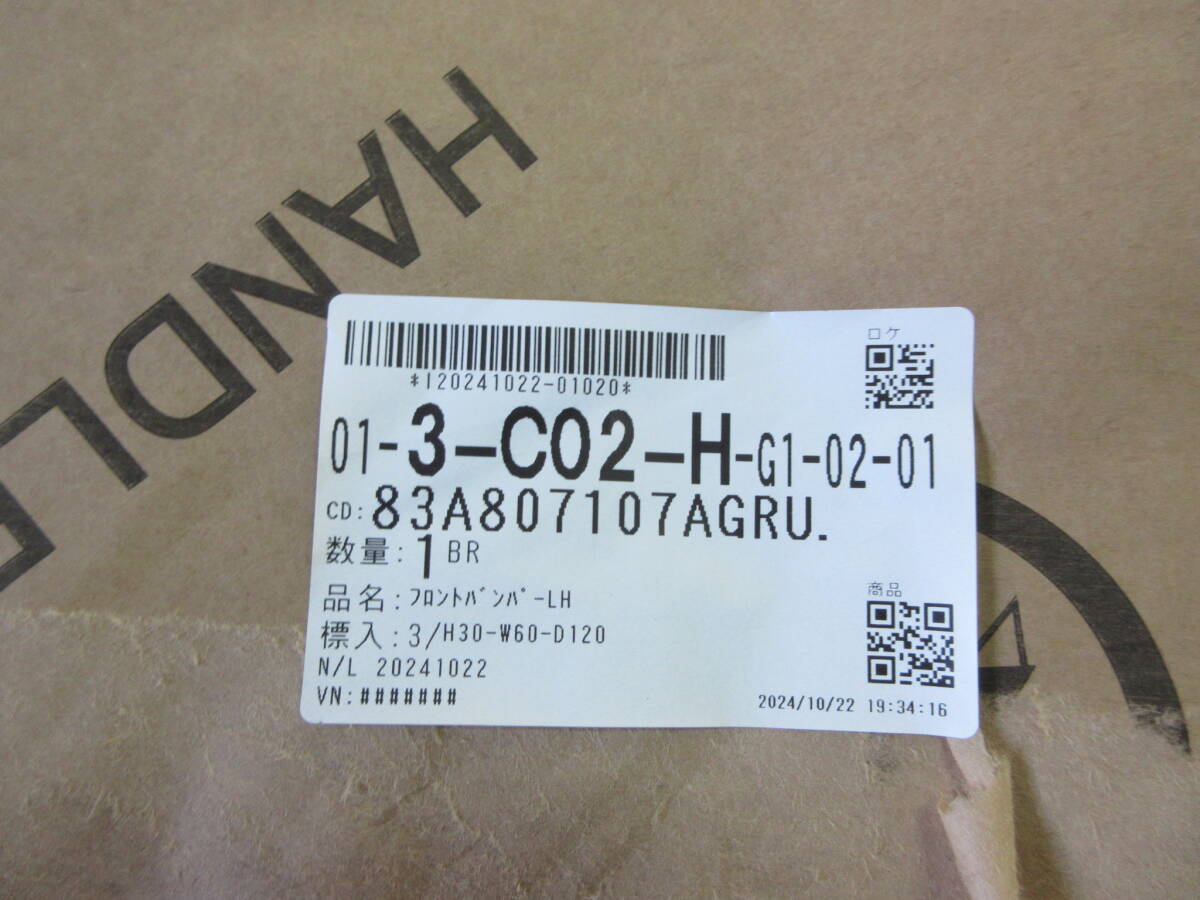 HANDLE
*I20241022-01020*
ロケ
01-3-C02-H-G1-02-01
CD:83A807107AGRU.
数量:1 BR
品名:ﾌﾛﾝﾄﾊﾞﾝﾊﾟｰLH
商品
標入:3/H30-W60-D120
N/L 20241022
VN:#######
2024/10/22 19:34:16